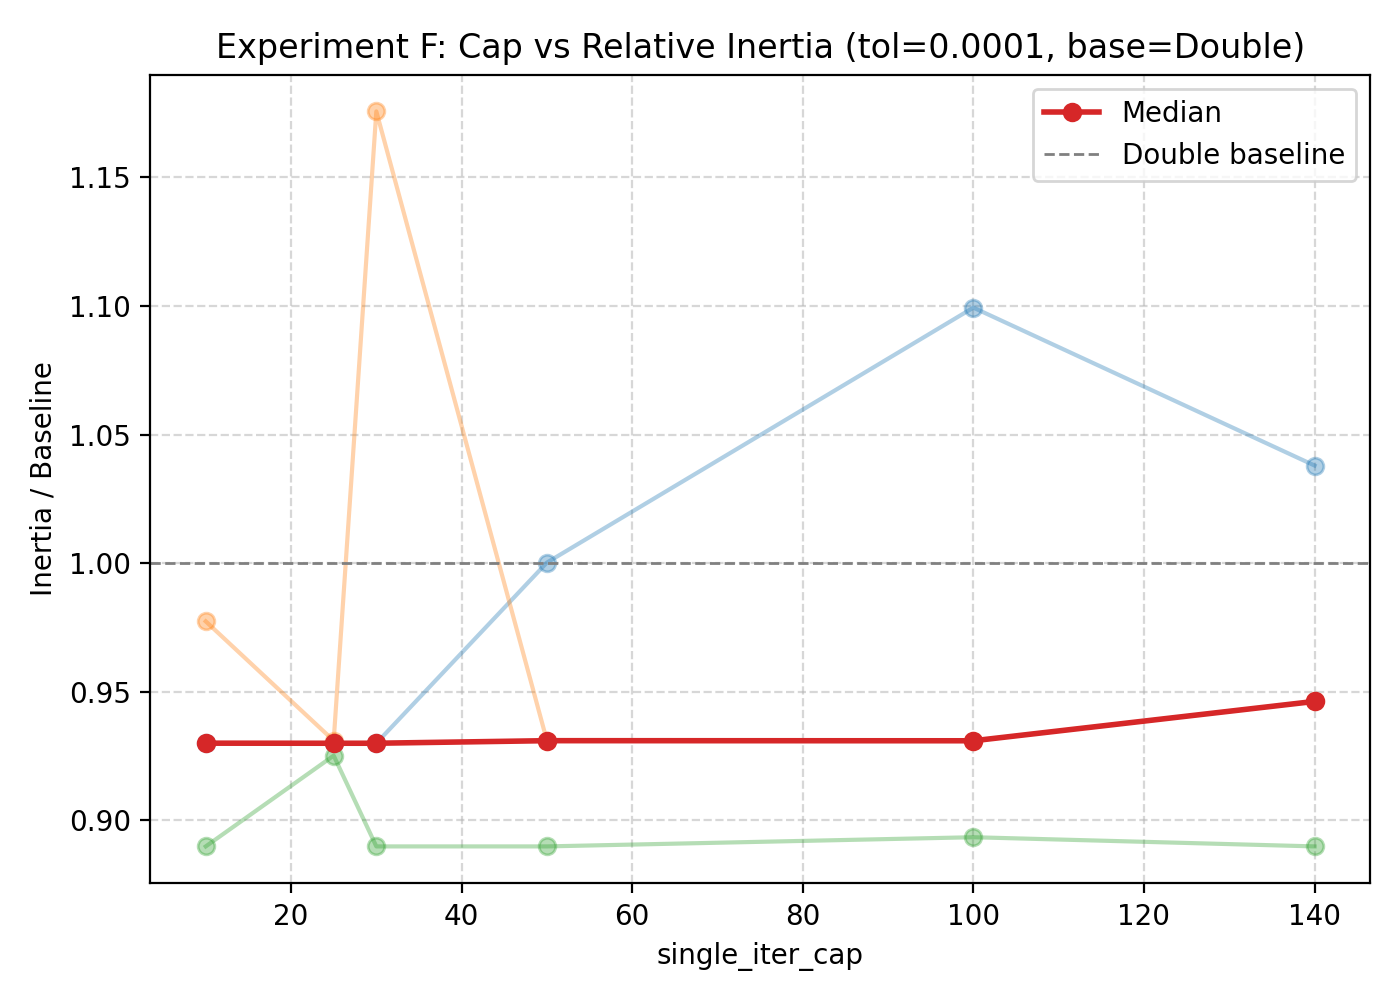 Experiment F: Cap vs Relative Inertia (tol=0.0001, base=Double)
Median
Double baseline
Inertia / Baseline
1.15
1.10
1.05
1.00
0.95
0.90
20 40 60 80 100 120 140
single_iter_cap